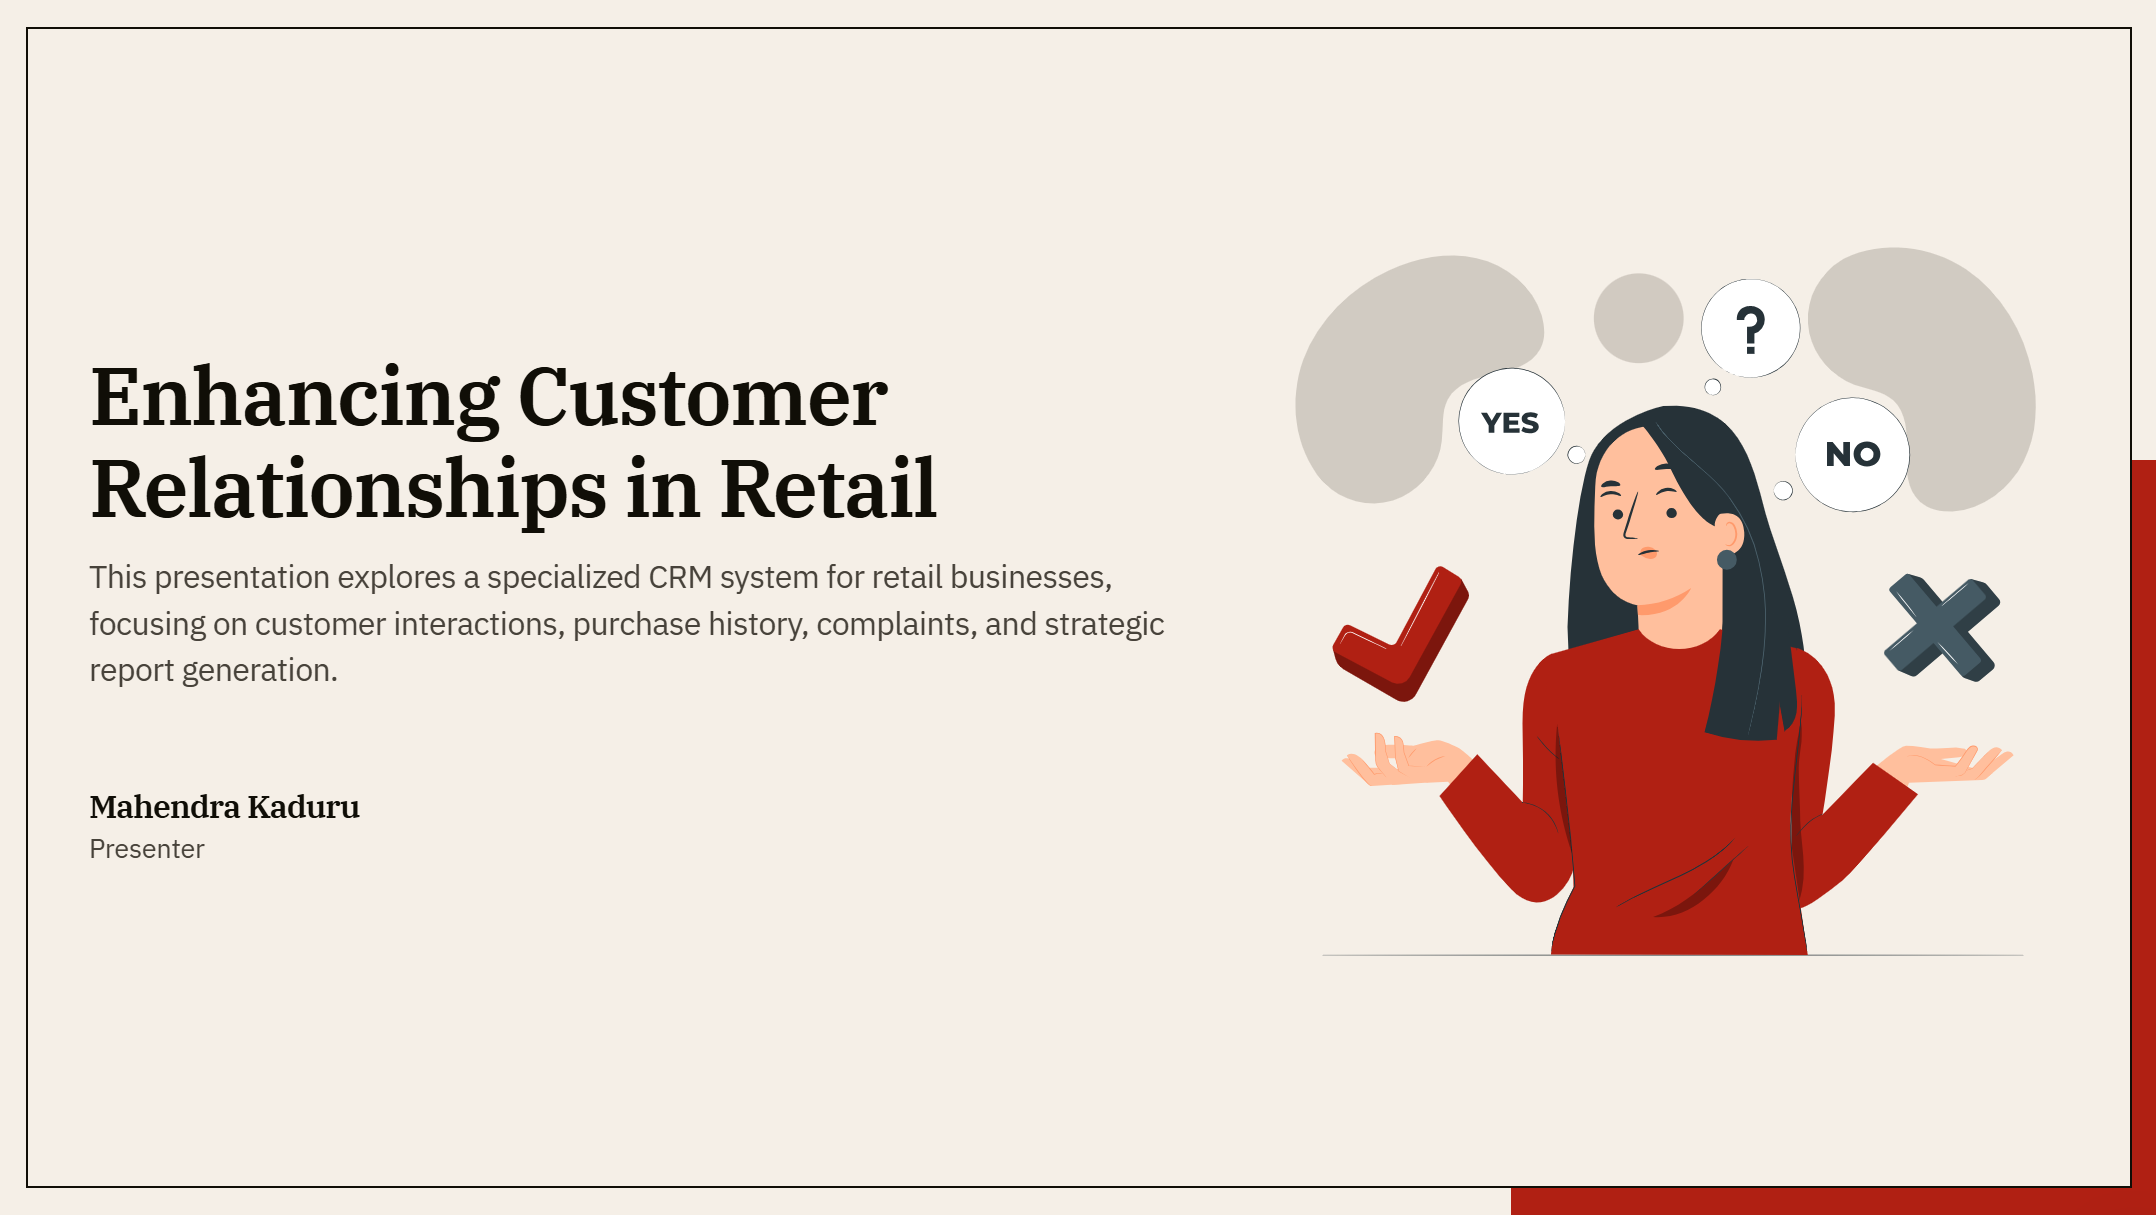 Enhancing Customer
Relationships in Retail
This presentation explores a specialized CRM system for retail businesses,
focusing on customer interactions, purchase history, complaints, and strategic
report generation.
Mahendra Kaduru
Presenter
?
YES
NO